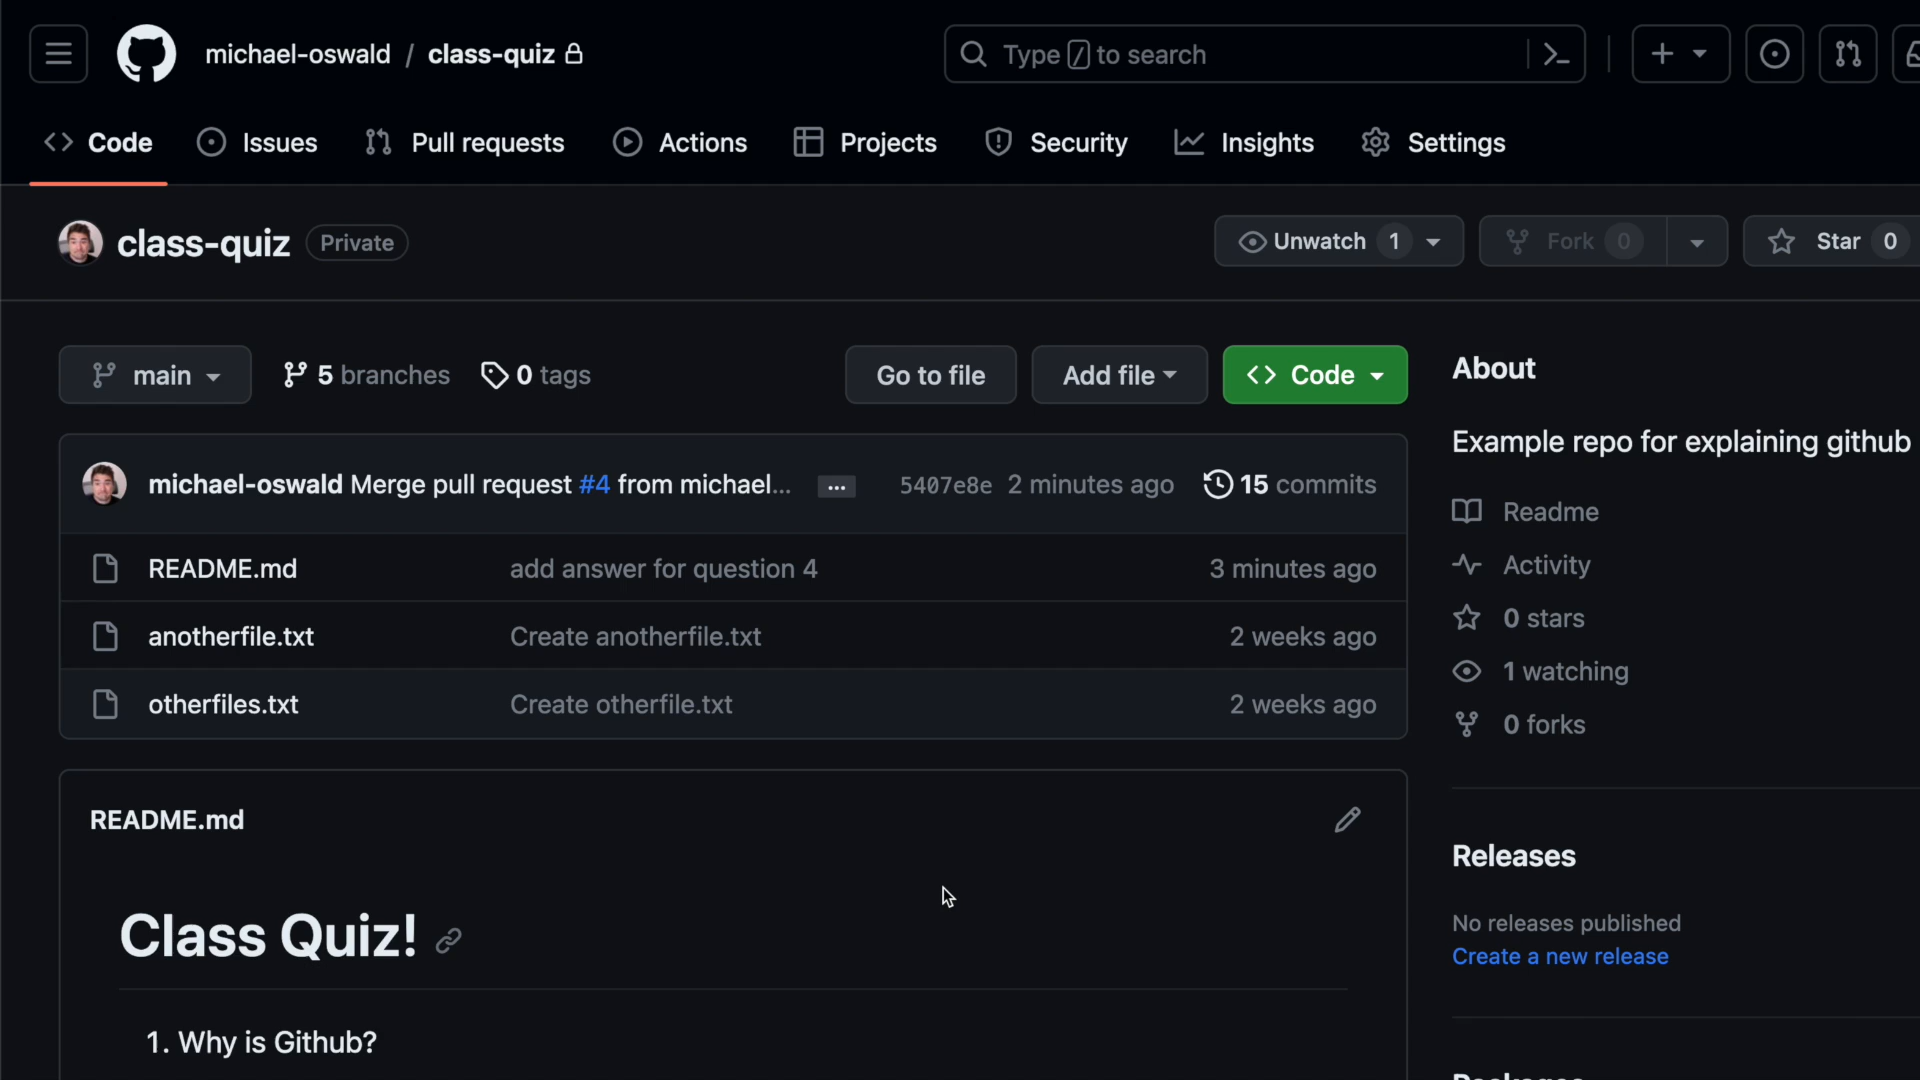 michael-oswald / class-quiz
Type / to search
Code Issues Pull requests Actions Projects Security Insights Settings
class-quiz Private
Unwatch 1 Fork 0 Star 0
main 5 branches 0 tags Go to file Add file Code
michael-oswald Merge pull request #4 from michael... ... 5407e8e 2 minutes ago 15 commits
README.md add answer for question 4 3 minutes ago
anotherfile.txt Create anotherfile.txt 2 weeks ago
otherfiles.txt Create otherfile.txt 2 weeks ago
README.md
Class Quiz!
1. Why is Github?
About
Example repo for explaining github
Readme
Activity
0 stars
1 watching
0 forks
Releases
No releases published
Create a new release